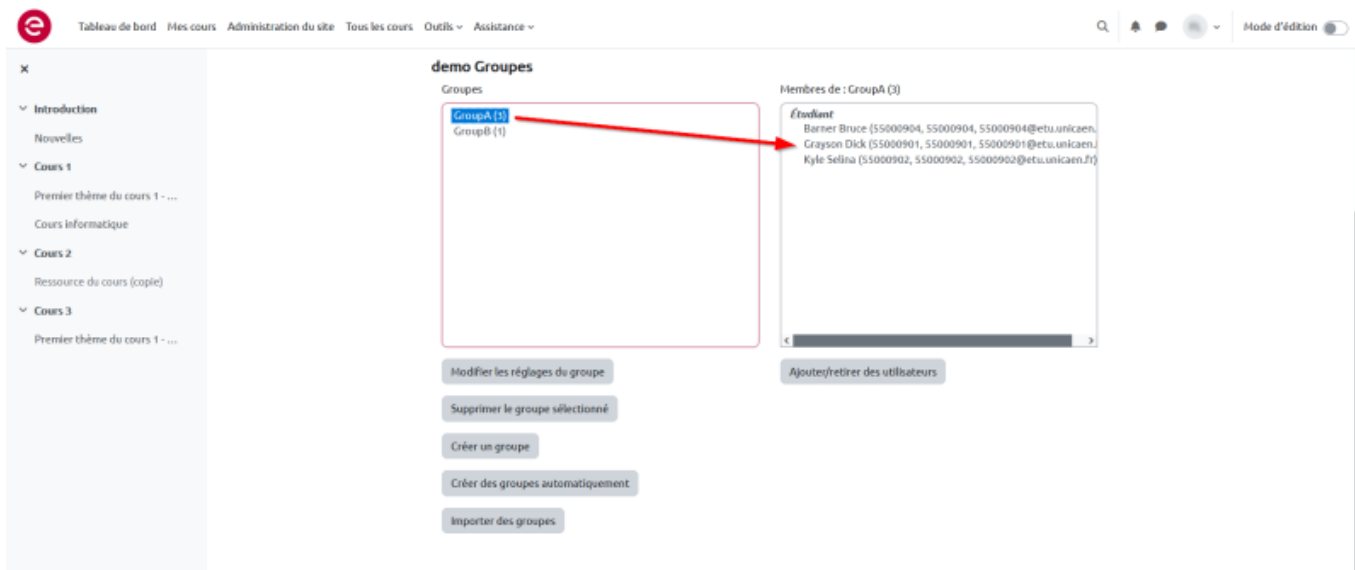 e
Tableau de bord Mes cours Administration du site Tous les cours Outils Assistance Mode d'édition
demo Groupes
Introduction
Nouvelles
Cours 1
Premier thème du cours 1 - ...
Cours informatique
Cours 2
Ressource du cours (copie)
Cours 3
Premier thème du cours 1 - ...
Groupes
GroupA (3)
GroupB (1)
Modifier les réglages du groupe
Supprimer le groupe sélectionné
Créer un groupe
Créer des groupes automatiquement
Importer des groupes
Membres de : GroupA (3)
Étudiant
Barner Bruce (55000904, 55000904, 55000904@etu.unicaen.
Grayson Dick (55000901, 55000901, 55000901@etu.unicaen.
Kyle Selina (55000902, 55000902, 55000902@etu.unicaen.fr)
Ajouter/retirer des utilisateurs